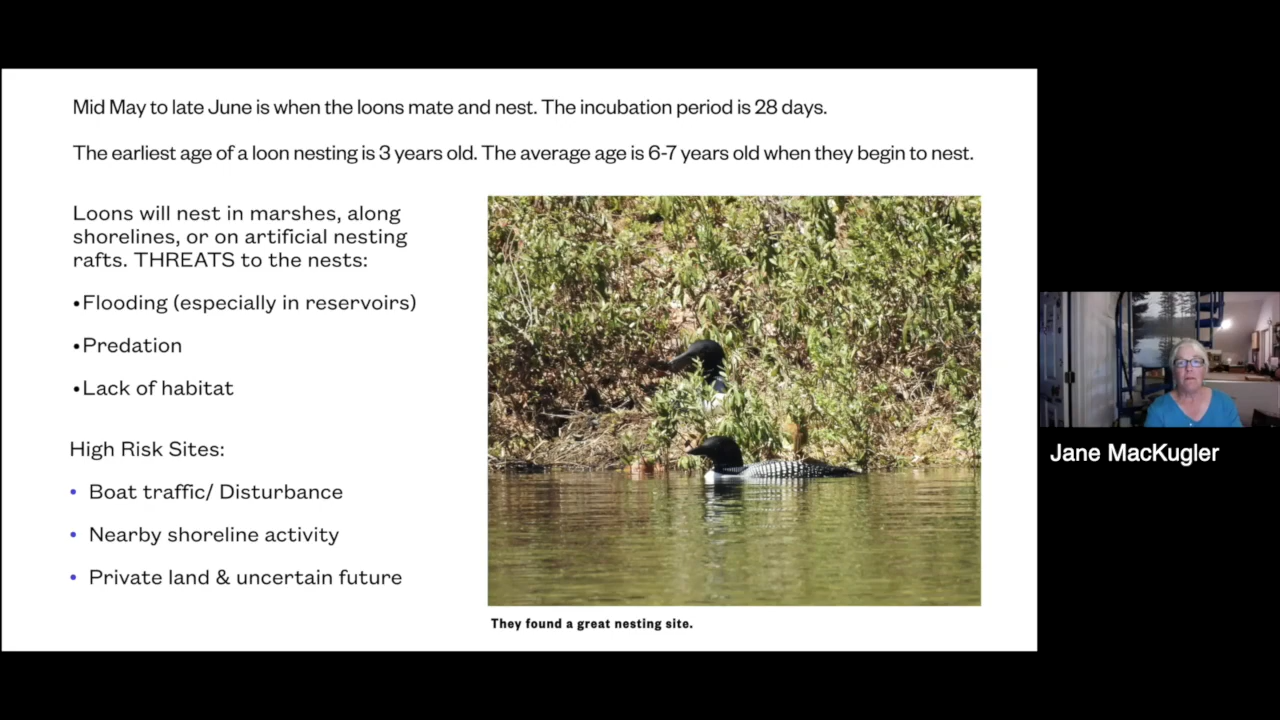 Mid May to late June is when the loons mate and nest. The incubation period is 28 days.
The earliest age of a loon nesting is 3 years old. The average age is 6-7 years old when they begin to nest.
Loons will nest in marshes, along
shorelines, or on artificial nesting
rafts. THREATS to the nests:
•Flooding (especially in reservoirs)
•Predation
•Lack of habitat
High Risk Sites:
• Boat traffic/ Disturbance
• Nearby shoreline activity
• Private land & uncertain future
They found a great nesting site.
Jane MacKugler